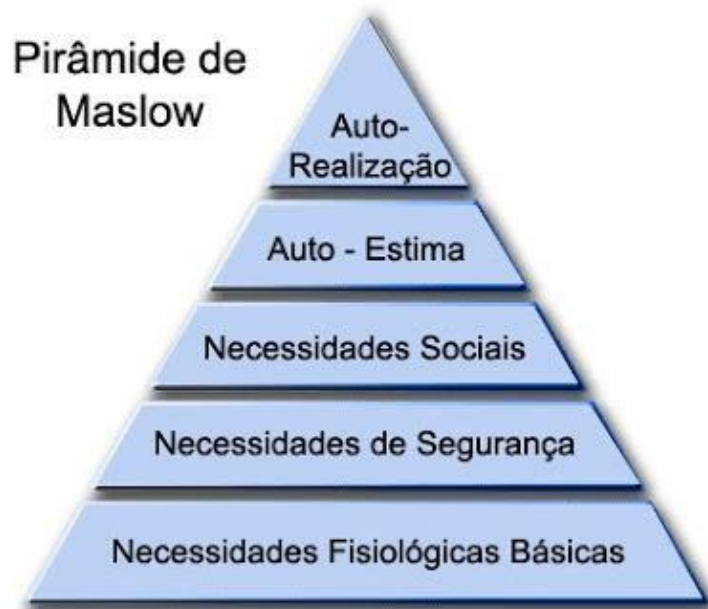 Pirâmide de
Maslow
Auto-
Realização
Auto - Estima
Necessidades Sociais
Necessidades de Segurança
Necessidades Fisiológicas Básicas